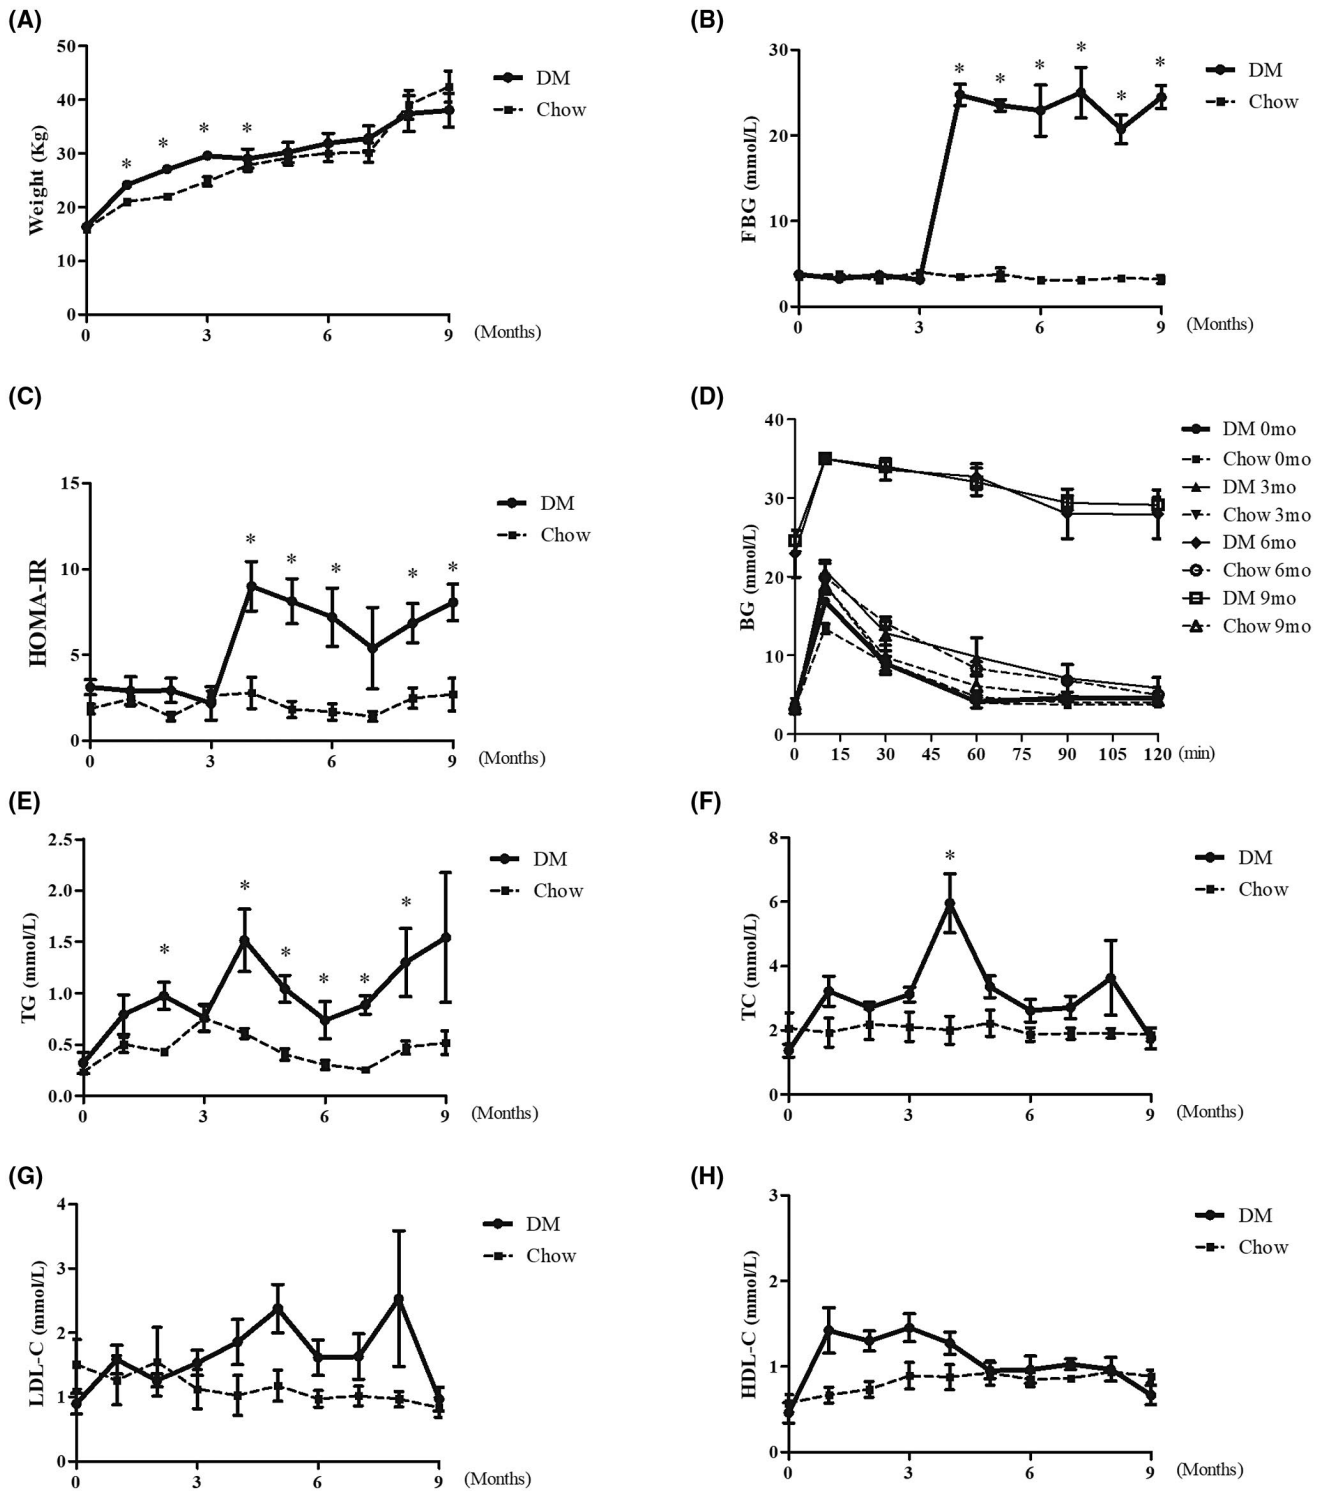 (A)
Weight (Kg)
50
40
30
20
10
0
0 3 6 9 (Months)
* * * *
DM
Chow
(B)
FBG (mmol/L)
30
20
10
0
0 3 6 9 (Months)
* * * * * *
DM
Chow
(C)
HOMA-IR
15
10
5
0
0 3 6 9 (Months)
* * * * *
DM
Chow
(D)
BG (mmol/L)
40
30
20
10
0
0 15 30 45 60 75 90 105 120 (min)
DM 0mo
Chow 0mo
DM 3mo
Chow 3mo
DM 6mo
Chow 6mo
DM 9mo
Chow 9mo
(E)
TG (mmol/L)
2.5
2.0
1.5
1.0
0.5
0.0
0 3 6 9 (Months)
* * * * * *
DM
Chow
(F)
TC (mmol/L)
8
6
4
2
0
0 3 6 9 (Months)
*
DM
Chow
(G)
LDL-C (mmol/L)
4
3
2
1
0
0 3 6 9 (Months)
DM
Chow
(H)
HDL-C (mmol/L)
3
2
1
0
0 3 6 9 (Months)
DM
Chow